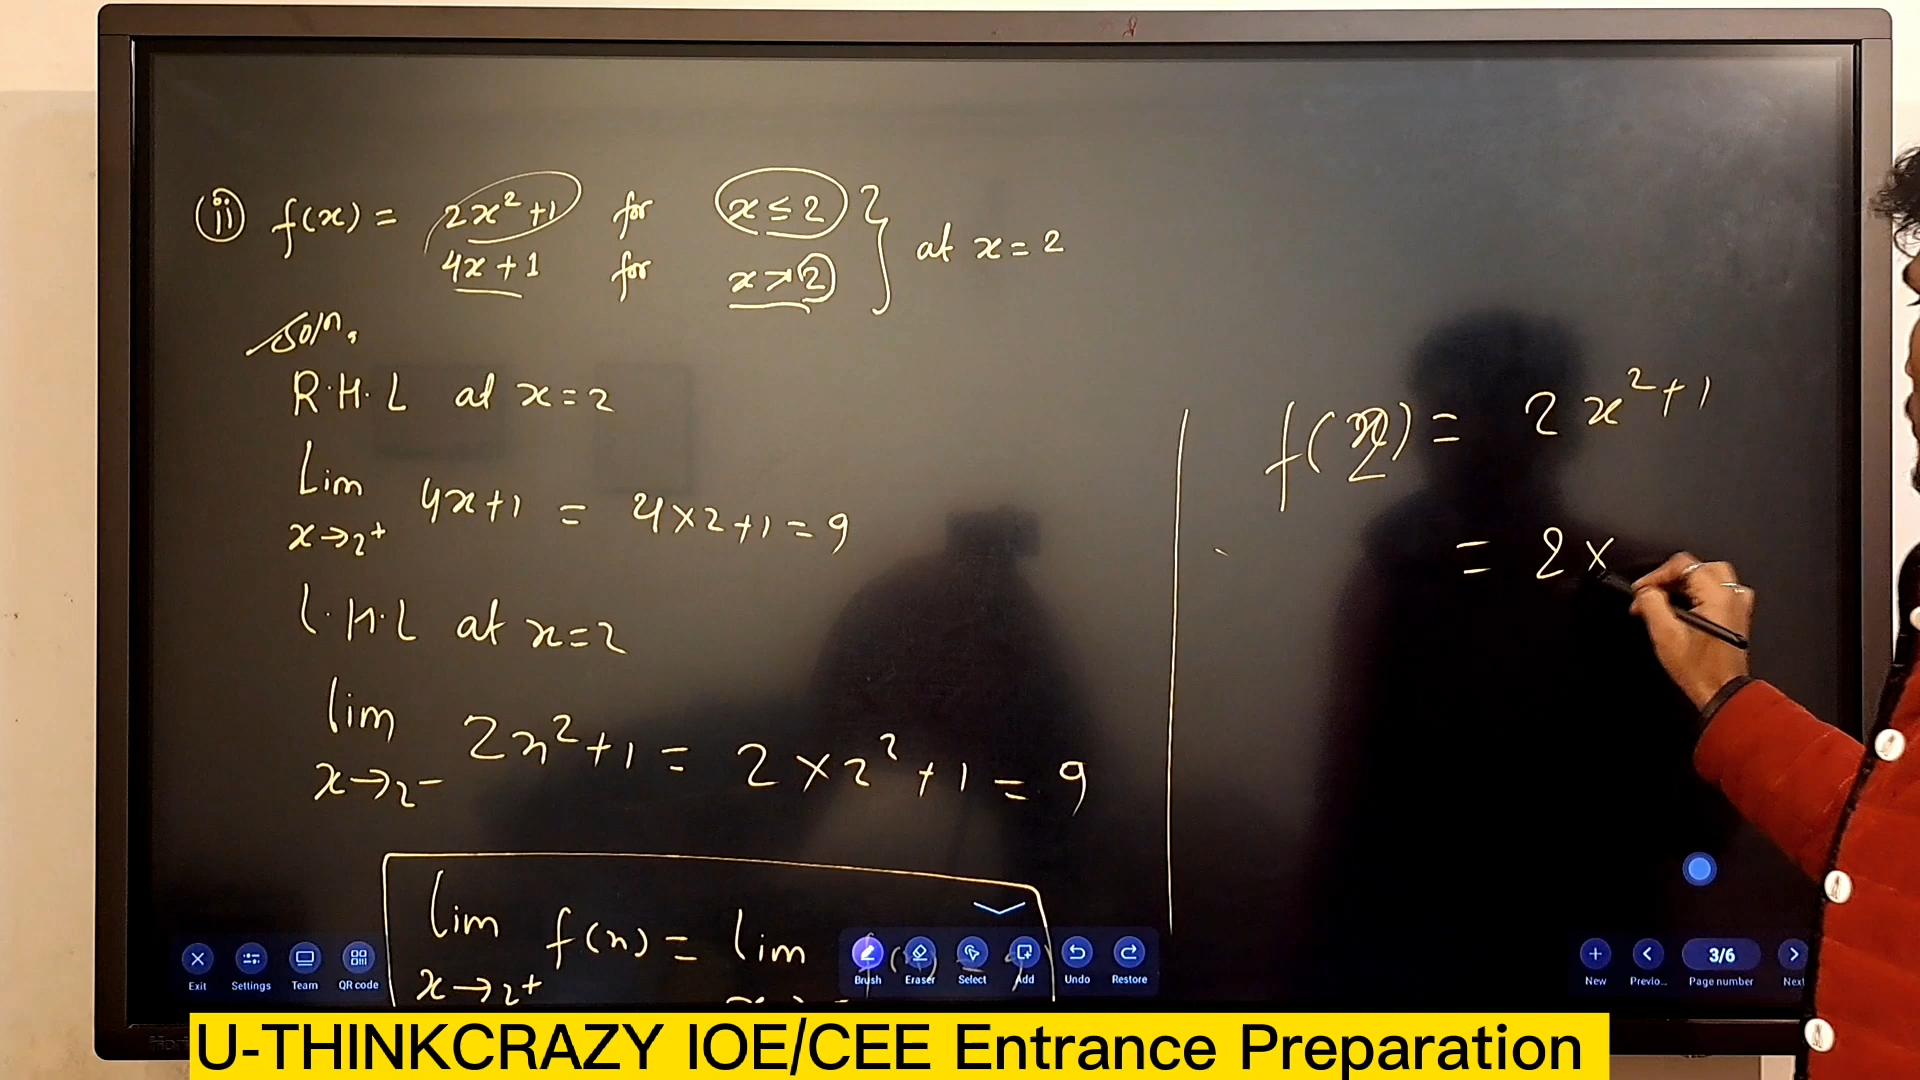 (ii) f(x) = 2x²+1 for x≤2 } at x=2
4x+1 for x>2
Soln.
R.H.L at x=2
Lim x→2⁺ 4x+1 = 4×2+1=9
L.H.L at x=2
lim x→2⁻ 2x²+1 = 2×2²+1 = 9
lim x→2⁺ f(x) = lim
f(2) = 2x²+1
= 2×
Exit
Settings
Team
QR code
Brush
Eraser
Select
Add
Undo
Restore
New
Previo...
3/6
Page number
Next
U-THINKCRAZY IOE/CEE Entrance Preparation